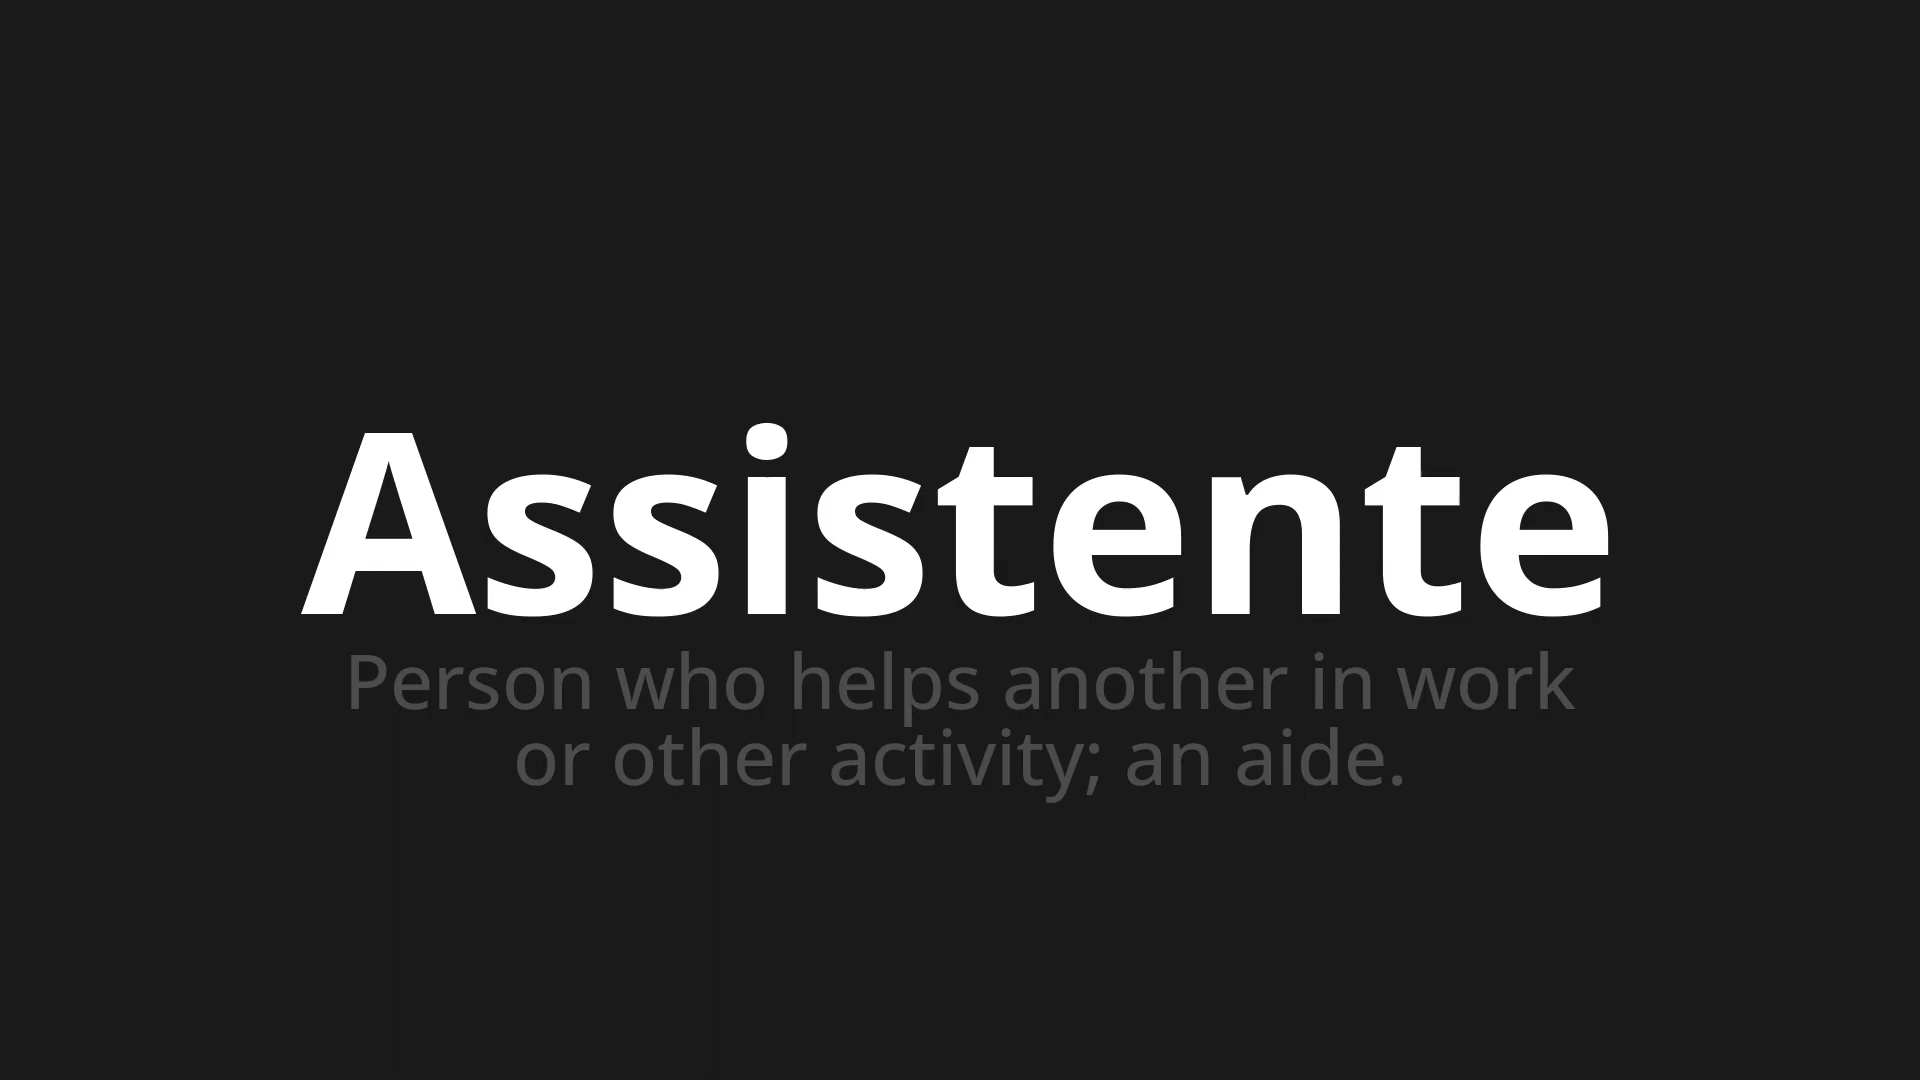 Assistente
Person who helps another in work
or other activity; an aide.